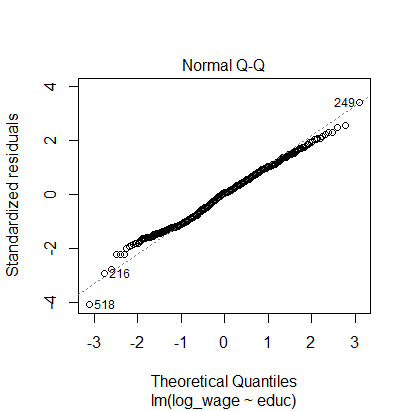 Normal Q-Q
Standardized residuals
4
2
0
-2
-4
249
216
518
-3 -2 -1 0 1 2 3
Theoretical Quantiles
lm(log_wage ~ educ)